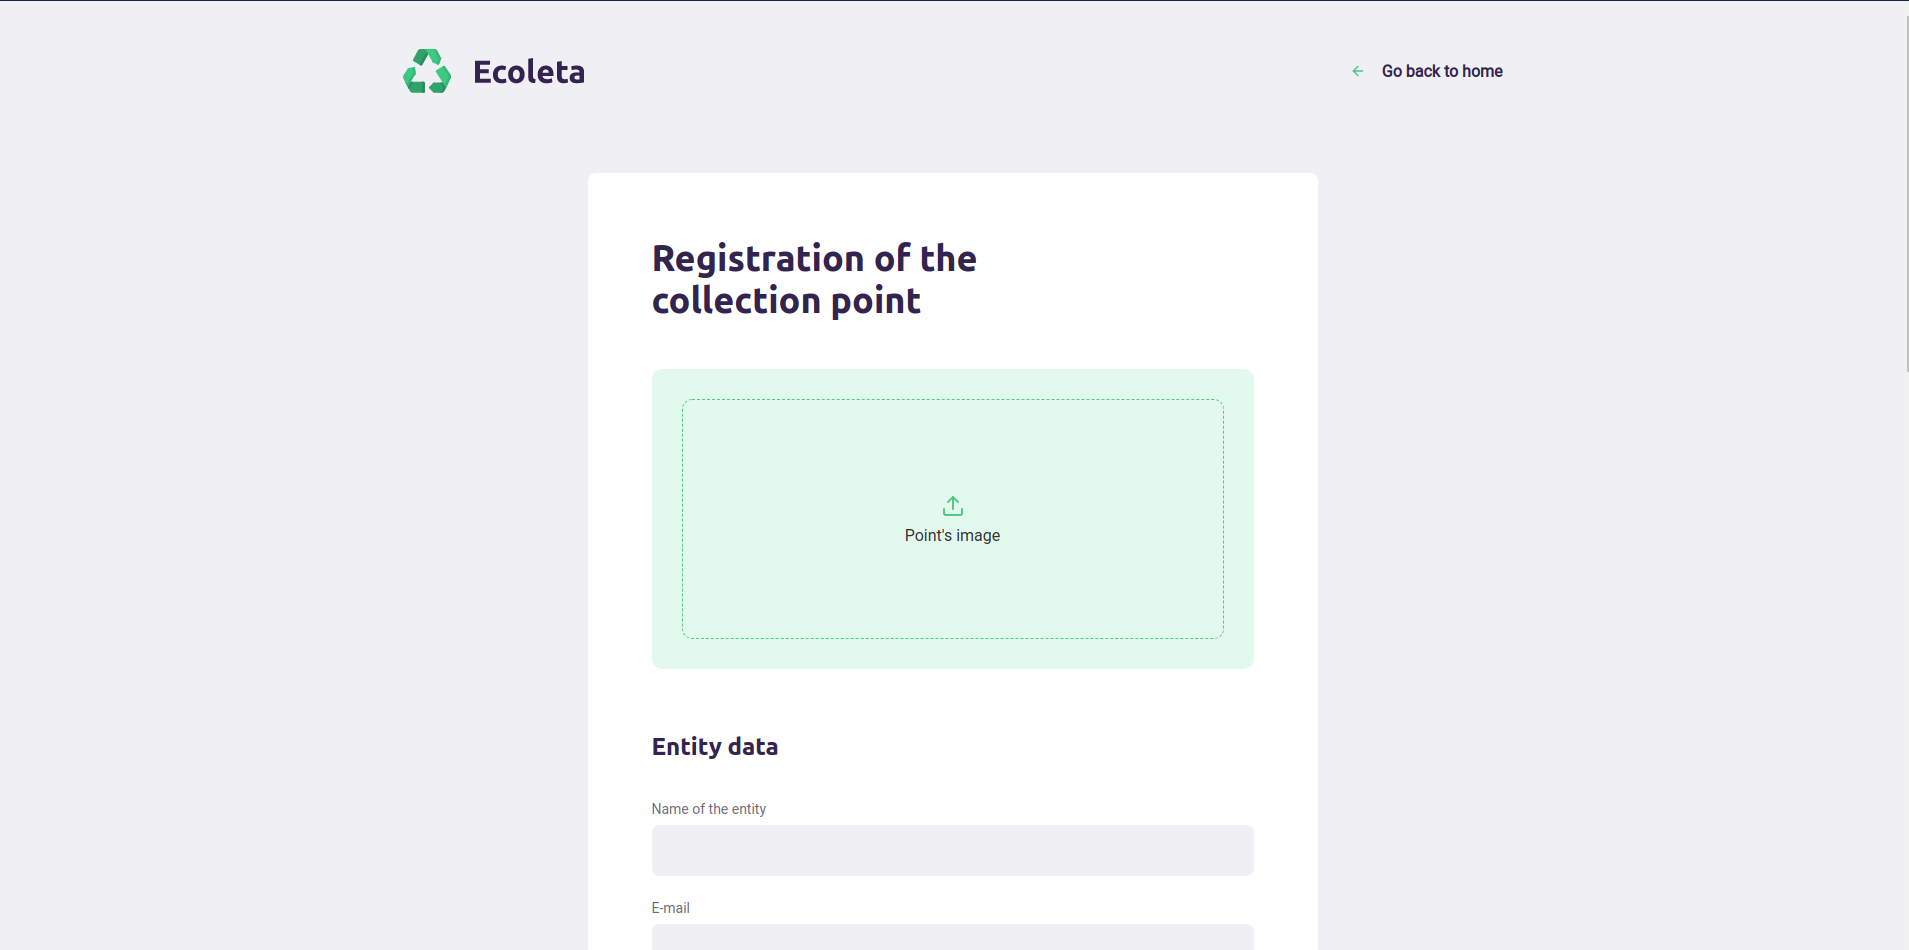 Ecoleta
Go back to home
Registration of the
collection point
Point's image
Entity data
Name of the entity
E-mail